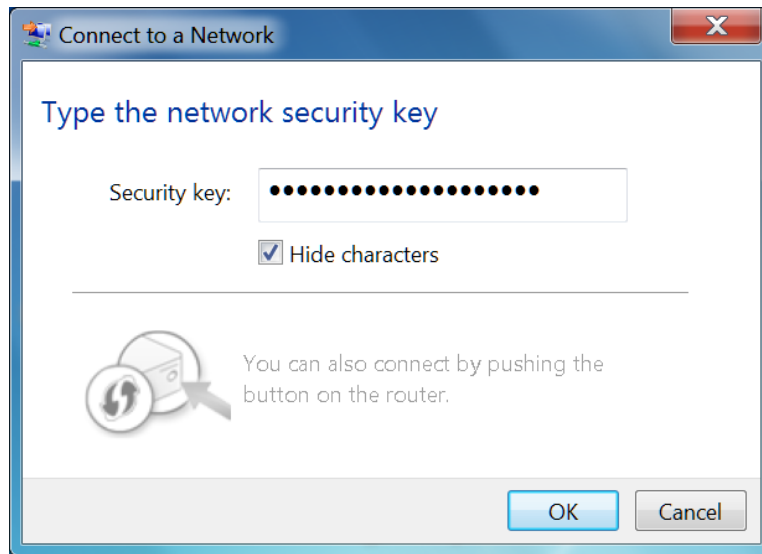 Connect to a Network
Type the network security key
Security key: ••••••••••••••••••••
Hide characters
You can also connect by pushing the
button on the router.
OK Cancel